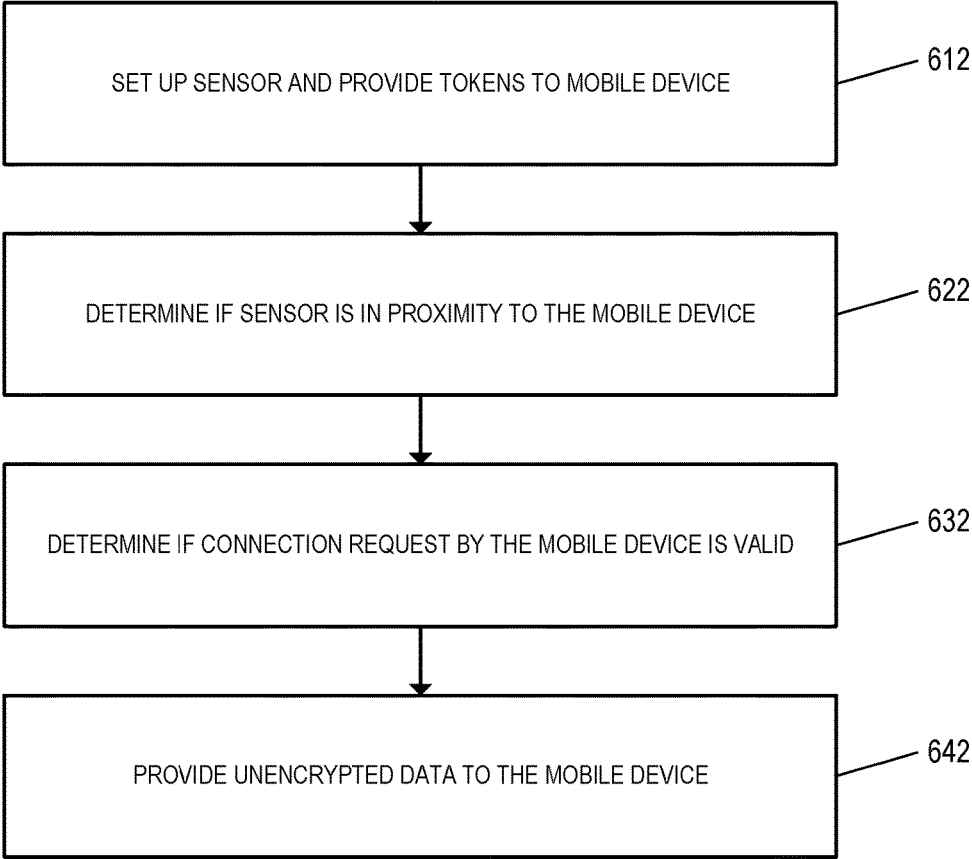 SET UP SENSOR AND PROVIDE TOKENS TO MOBILE DEVICE
612
DETERMINE IF SENSOR IS IN PROXIMITY TO THE MOBILE DEVICE
622
DETERMINE IF CONNECTION REQUEST BY THE MOBILE DEVICE IS VALID
632
PROVIDE UNENCRYPTED DATA TO THE MOBILE DEVICE
642